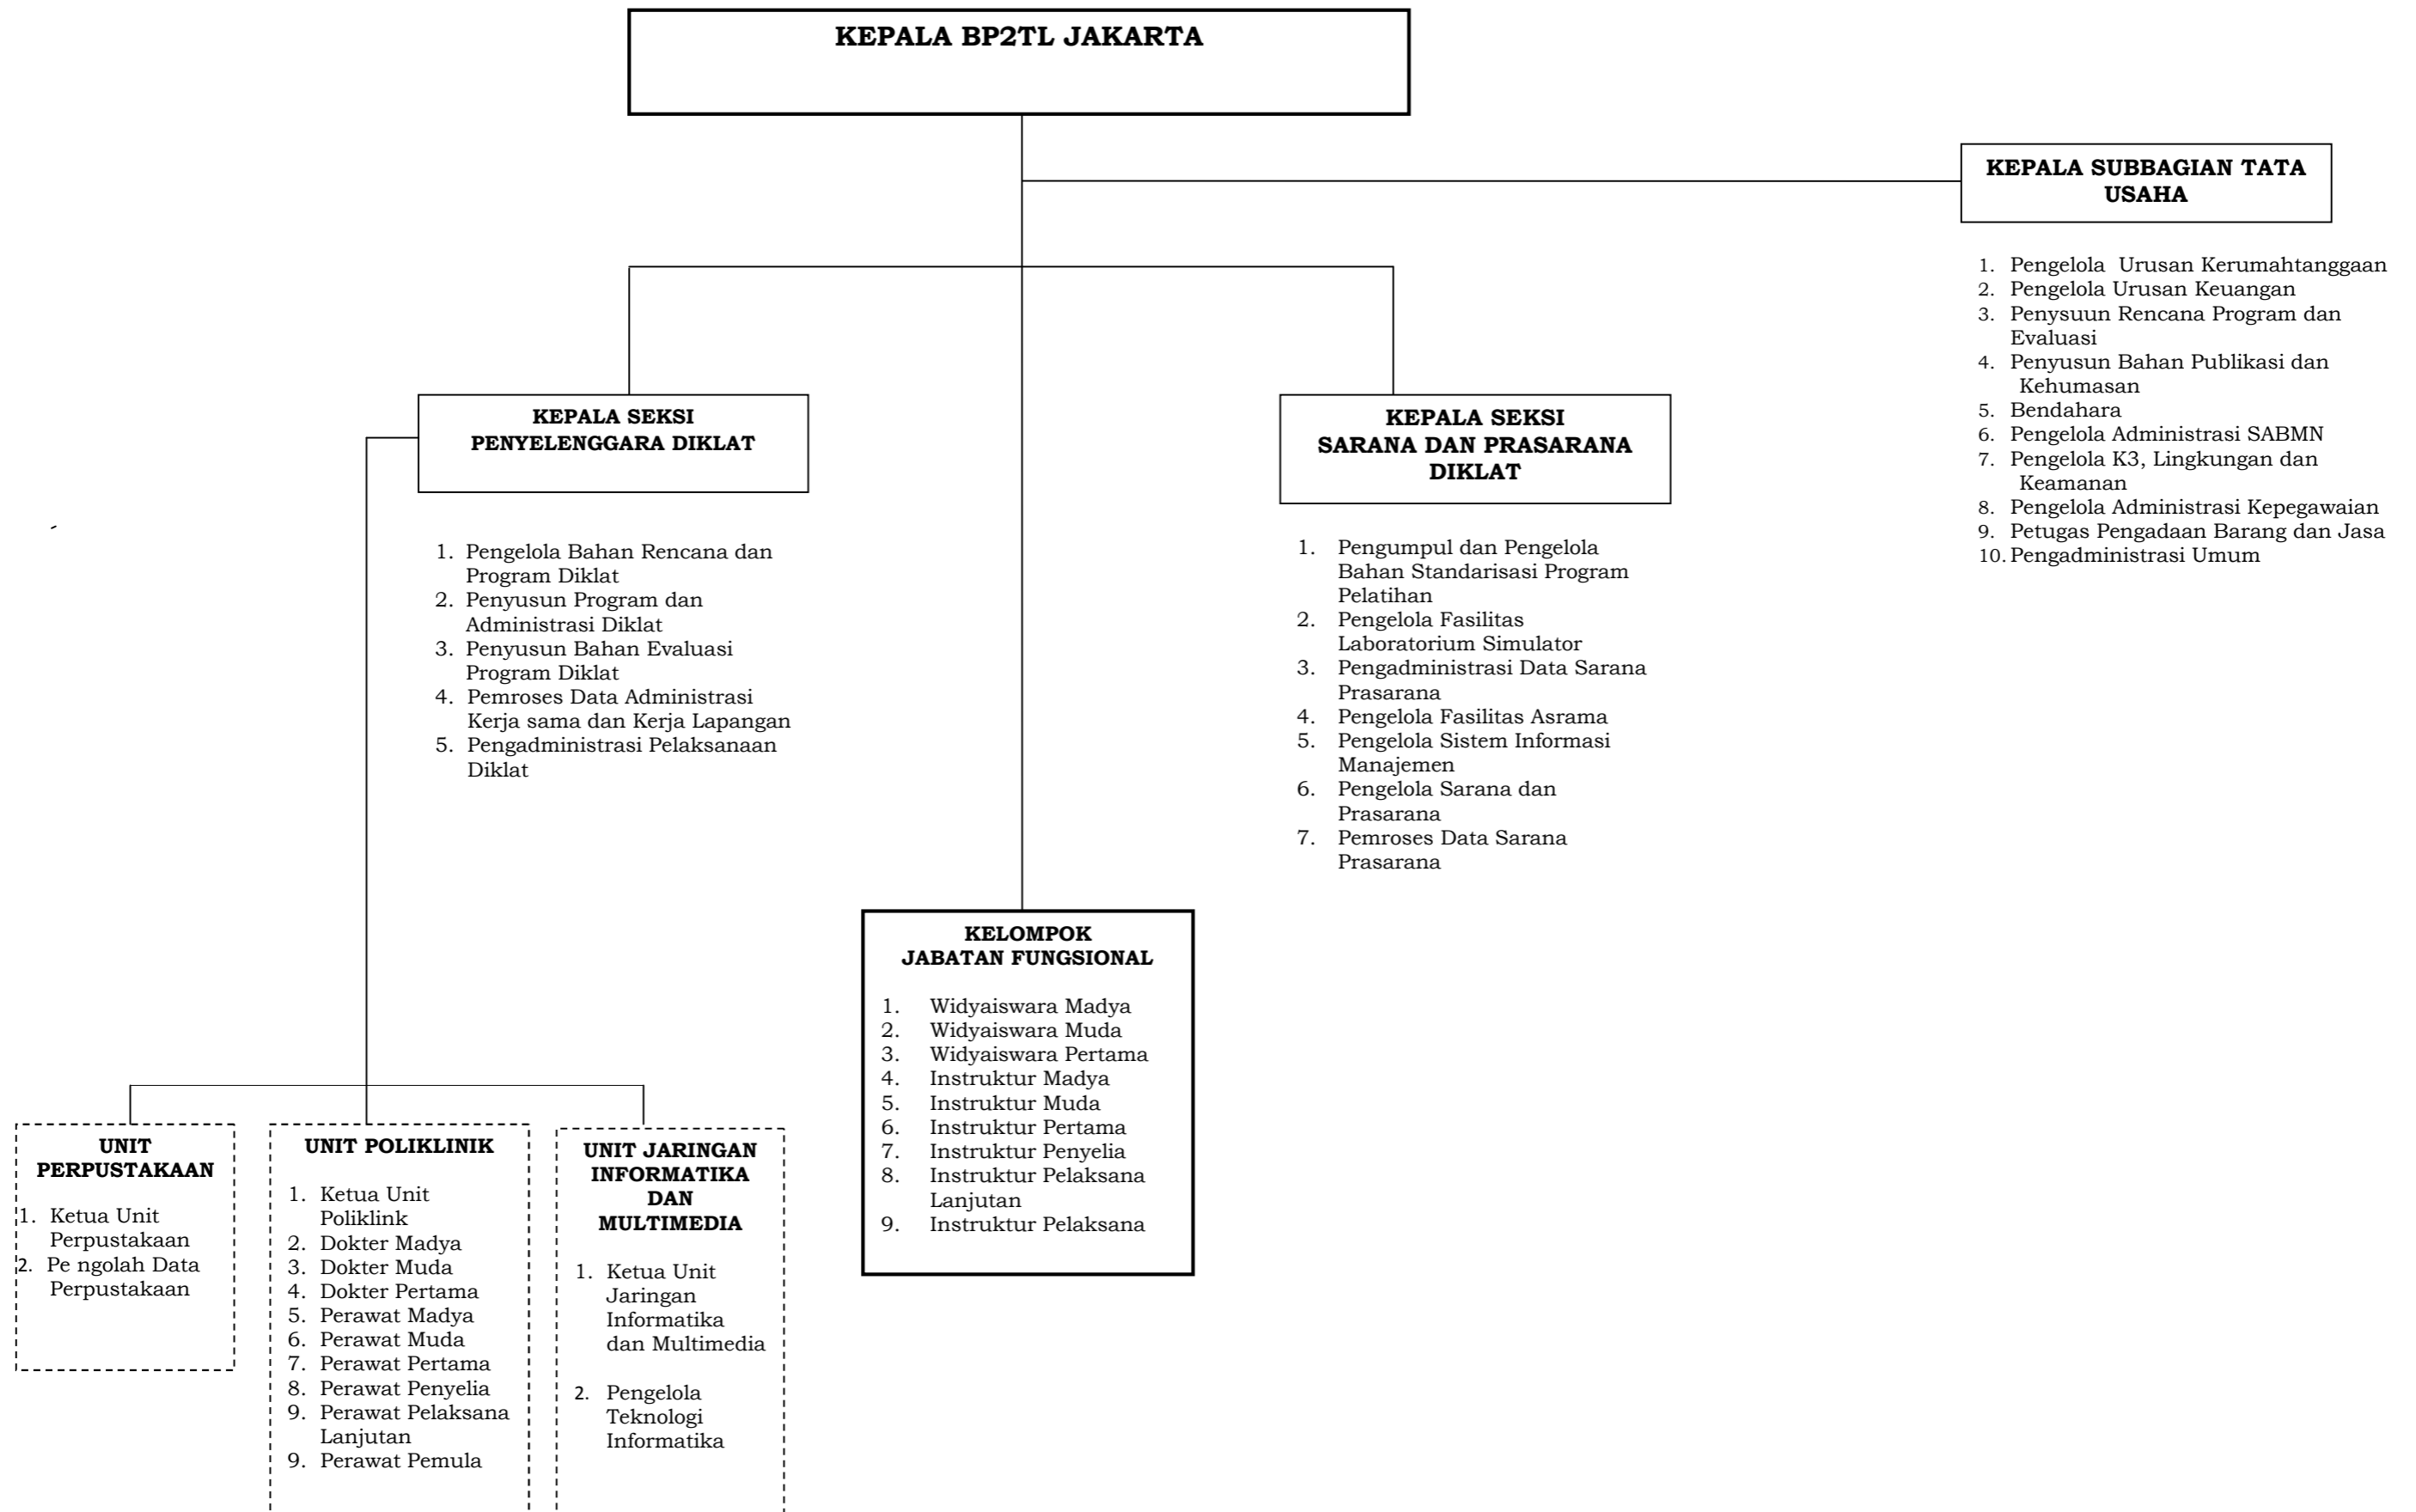 KEPALA BP2TL JAKARTA
KEPALA SUBBAGIAN TATA
USAHA
1. Pengelola Urusan Kerumahtanggaan
2. Pengelola Urusan Keuangan
3. Penysuun Rencana Program dan
Evaluasi
4. Penyusun Bahan Publikasi dan
Kehumasan
5. Bendahara
6. Pengelola Administrasi SABMN
7. Pengelola K3, Lingkungan dan
Keamanan
8. Pengelola Administrasi Kepegawaian
9. Petugas Pengadaan Barang dan Jasa
10. Pengadministrasi Umum
KEPALA SEKSI
PENYELENGGARA DIKLAT
1. Pengelola Bahan Rencana dan
Program Diklat
2. Penyusun Program dan
Administrasi Diklat
3. Penyusun Bahan Evaluasi
Program Diklat
4. Pemroses Data Administrasi
Kerja sama dan Kerja Lapangan
5. Pengadministrasi Pelaksanaan
Diklat
KEPALA SEKSI
SARANA DAN PRASARANA
DIKLAT
1. Pengumpul dan Pengelola
Bahan Standarisasi Program
Pelatihan
2. Pengelola Fasilitas
Laboratorium Simulator
3. Pengadministrasi Data Sarana
Prasarana
4. Pengelola Fasilitas Asrama
5. Pengelola Sistem Informasi
Manajemen
6. Pengelola Sarana dan
Prasarana
7. Pemroses Data Sarana
Prasarana
KELOMPOK
JABATAN FUNGSIONAL
1. Widyaiswara Madya
2. Widyaiswara Muda
3. Widyaiswara Pertama
4. Instruktur Madya
5. Instruktur Muda
6. Instruktur Pertama
7. Instruktur Penyelia
8. Instruktur Pelaksana
Lanjutan
9. Instruktur Pelaksana
UNIT
PERPUSTAKAAN
1. Ketua Unit
Perpustakaan
2. Pe ngolah Data
Perpustakaan
UNIT POLIKLINIK
1. Ketua Unit
Poliklink
2. Dokter Madya
3. Dokter Muda
4. Dokter Pertama
5. Perawat Madya
6. Perawat Muda
7. Perawat Pertama
8. Perawat Penyelia
9. Perawat Pelaksana
Lanjutan
9. Perawat Pemula
UNIT JARINGAN
INFORMATIKA
DAN
MULTIMEDIA
1. Ketua Unit
Jaringan
Informatika
dan Multimedia
2. Pengelola
Teknologi
Informatika